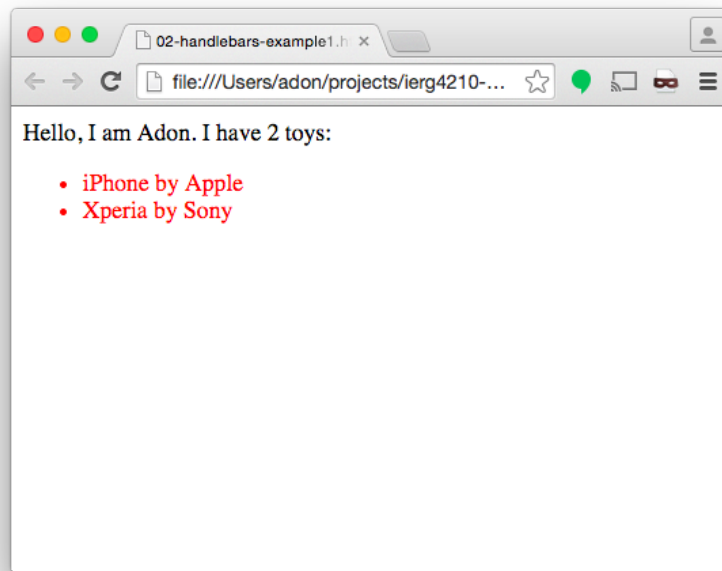 02-handlebars-example1.h
file:///Users/adon/projects/ierg4210-...
Hello, I am Adon. I have 2 toys:
• iPhone by Apple
• Xperia by Sony